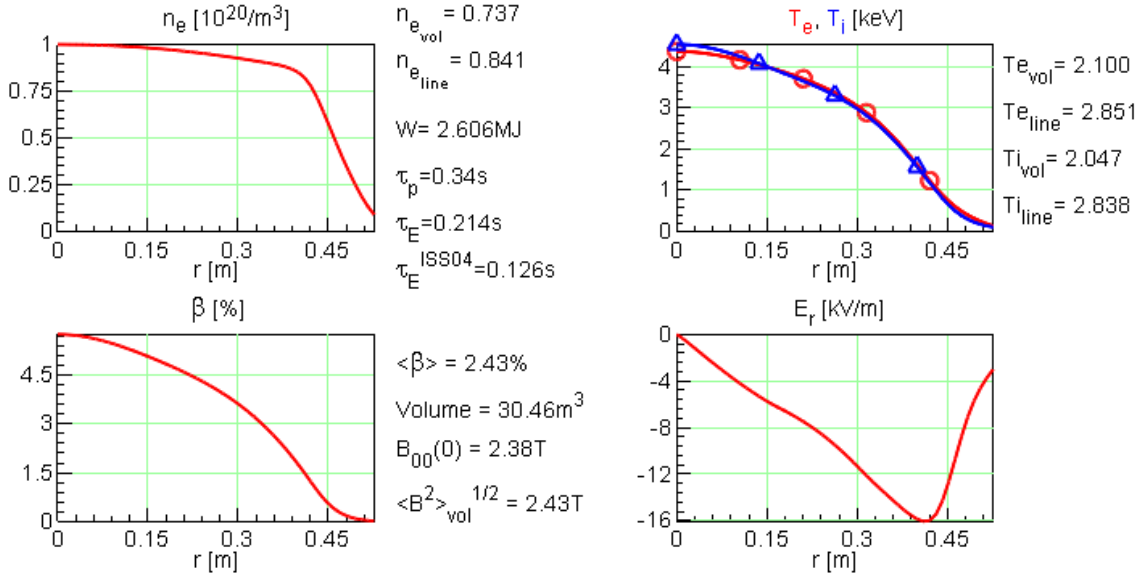 n_e [10^20/m^3]
1
0.75
0.5
0.25
0
0 0.15 0.3 0.45
r [m]
n_e_vol = 0.737
n_e_line = 0.841
W= 2.606MJ
τ_p = 0.34s
τ_E = 0.214s
τ_E^ISS04 =0.126s
T_e, T_i [keV]
4
3
2
1
0
0 0.15 0.3 0.45
r [m]
Te_vol = 2.100
Te_line = 2.851
Ti_vol = 2.047
Ti_line = 2.838
β [%]
4.5
3
1.5
0
0 0.15 0.3 0.45
r [m]
<β> = 2.43%
Volume = 30.46m^3
B_00(0) = 2.38T
<B^2>_vol^1/2 = 2.43T
E_r [kV/m]
0
-4
-8
-12
-16
0 0.15 0.3 0.45
r [m]